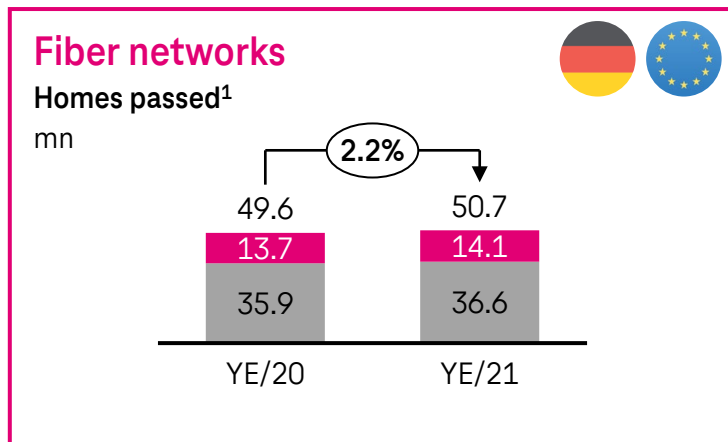 Fiber networks
Homes passed¹
mn
2.2%
49.6 50.7
13.7 14.1
35.9 36.6
YE/20 YE/21